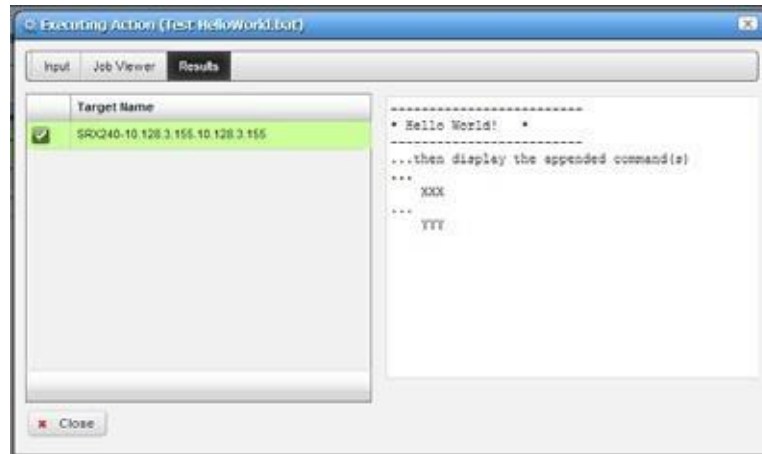 Executing Action (Test HelloWorld.bat)
Input Job Viewer Results
Target Name
SRX240-10.128.3.155.10.128.3.155
---------------------------
* Hello World! *
---------------------------
...then display the appended command(s)
...
XXX
...
YYY
Close